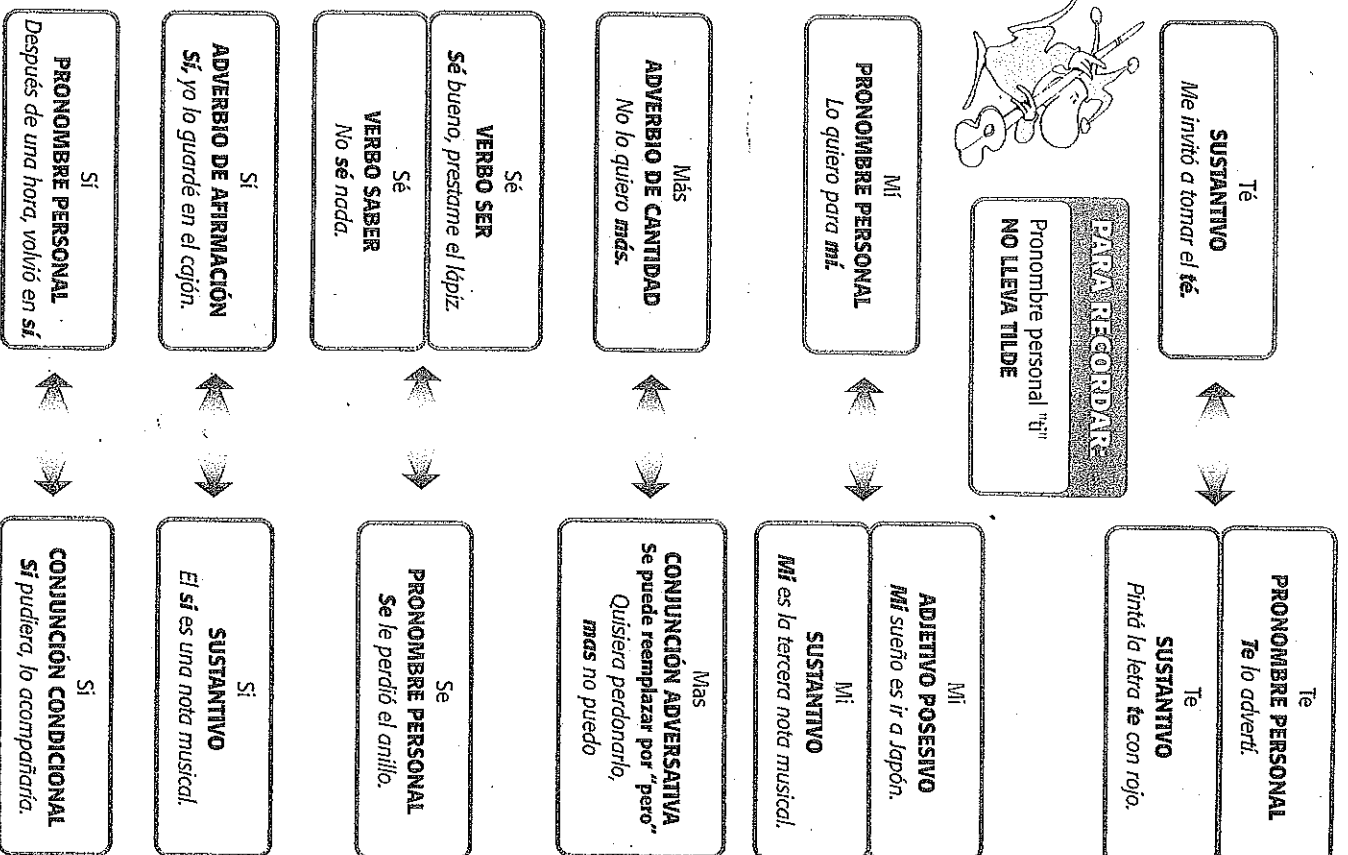 Té
SUSTANTIVO
Me invitó a tomar el té.
Te
PRONOMBRE PERSONAL
Te lo advertí.
Te
SUSTANTIVO
Pintá la letra te con rojo.
PARA RECORDAR
Pronombre personal "ti"
NO LLEVA TILDE
Mí
PRONOMBRE PERSONAL
Lo quiero para mí.
Mi
ADJETIVO POSESIVO
Mi sueño es ir a Japón.
Mi
SUSTANTIVO
Mi es la tercera nota musical.
Más
ADVERBIO DE CANTIDAD
No lo quiero más.
Mas
CONJUNCIÓN ADVERSATIVA
Se puede reemplazar por "pero"
Quisiera perdonarlo,
mas no puedo
Sé
VERBO SER
Sé bueno, prestame el lápiz.
Sé
VERBO SABER
No sé nada.
Se
PRONOMBRE PERSONAL
Se le perdió el anillo.
Sí
ADVERBIO DE AFIRMACIÓN
Sí, yo lo guardé en el cajón.
Si
SUSTANTIVO
El si es una nota musical.
Sí
PRONOMBRE PERSONAL
Después de una hora, volvió en sí.
Si
CONJUNCIÓN CONDICIONAL
Si pudiera, lo acompañaría.